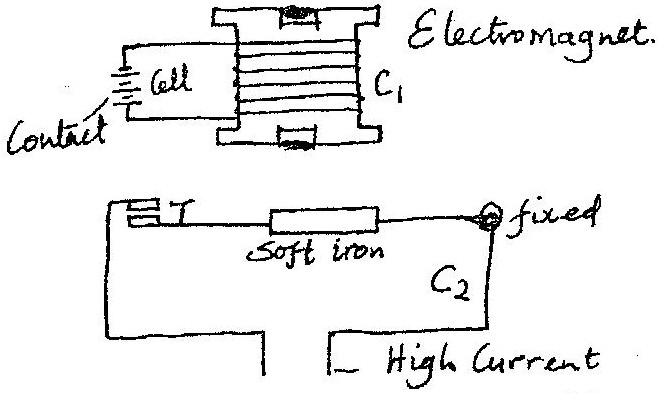 Electromagnet.
Cell
C1
Contact
T
fixed
Soft iron
C2
High Current